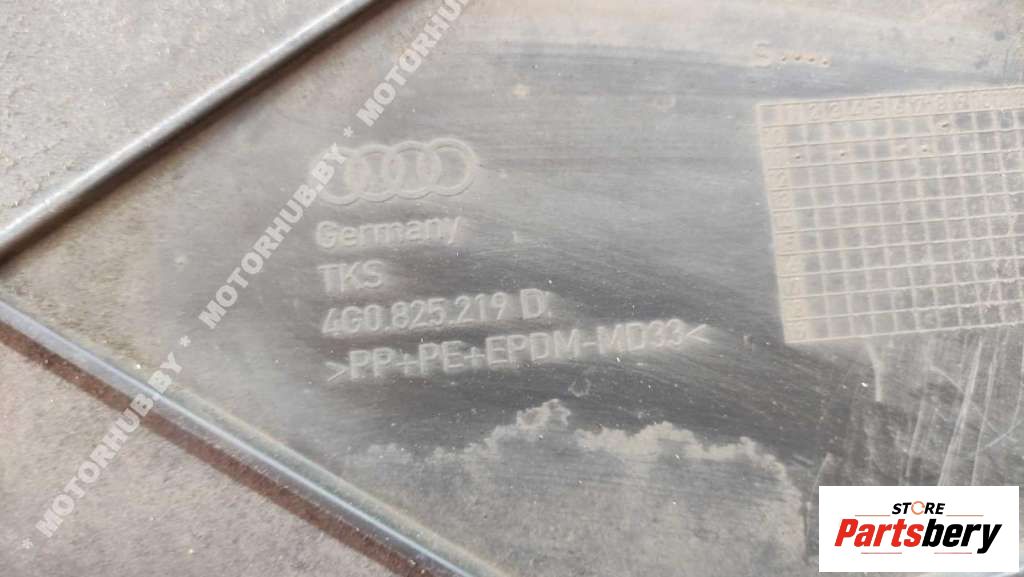 * MOTORHUB.BY * MOTORHUB.BY * MOTORHUB.BY
S....
Germany
TKS
4G0.825.219 D.
>PP+PE+EPDM-MD33<
STORE
Partsbery